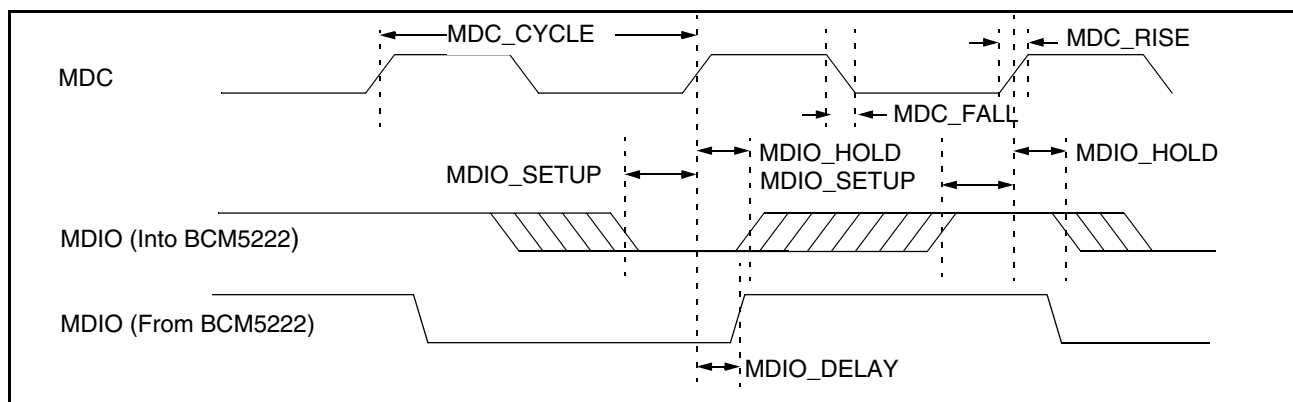 MDC_CYCLE
MDC_RISE
MDC
MDC_FALL
MDIO_HOLD
MDIO_HOLD
MDIO_SETUP
MDIO_SETUP
MDIO (Into BCM5222)
MDIO (From BCM5222)
MDIO_DELAY